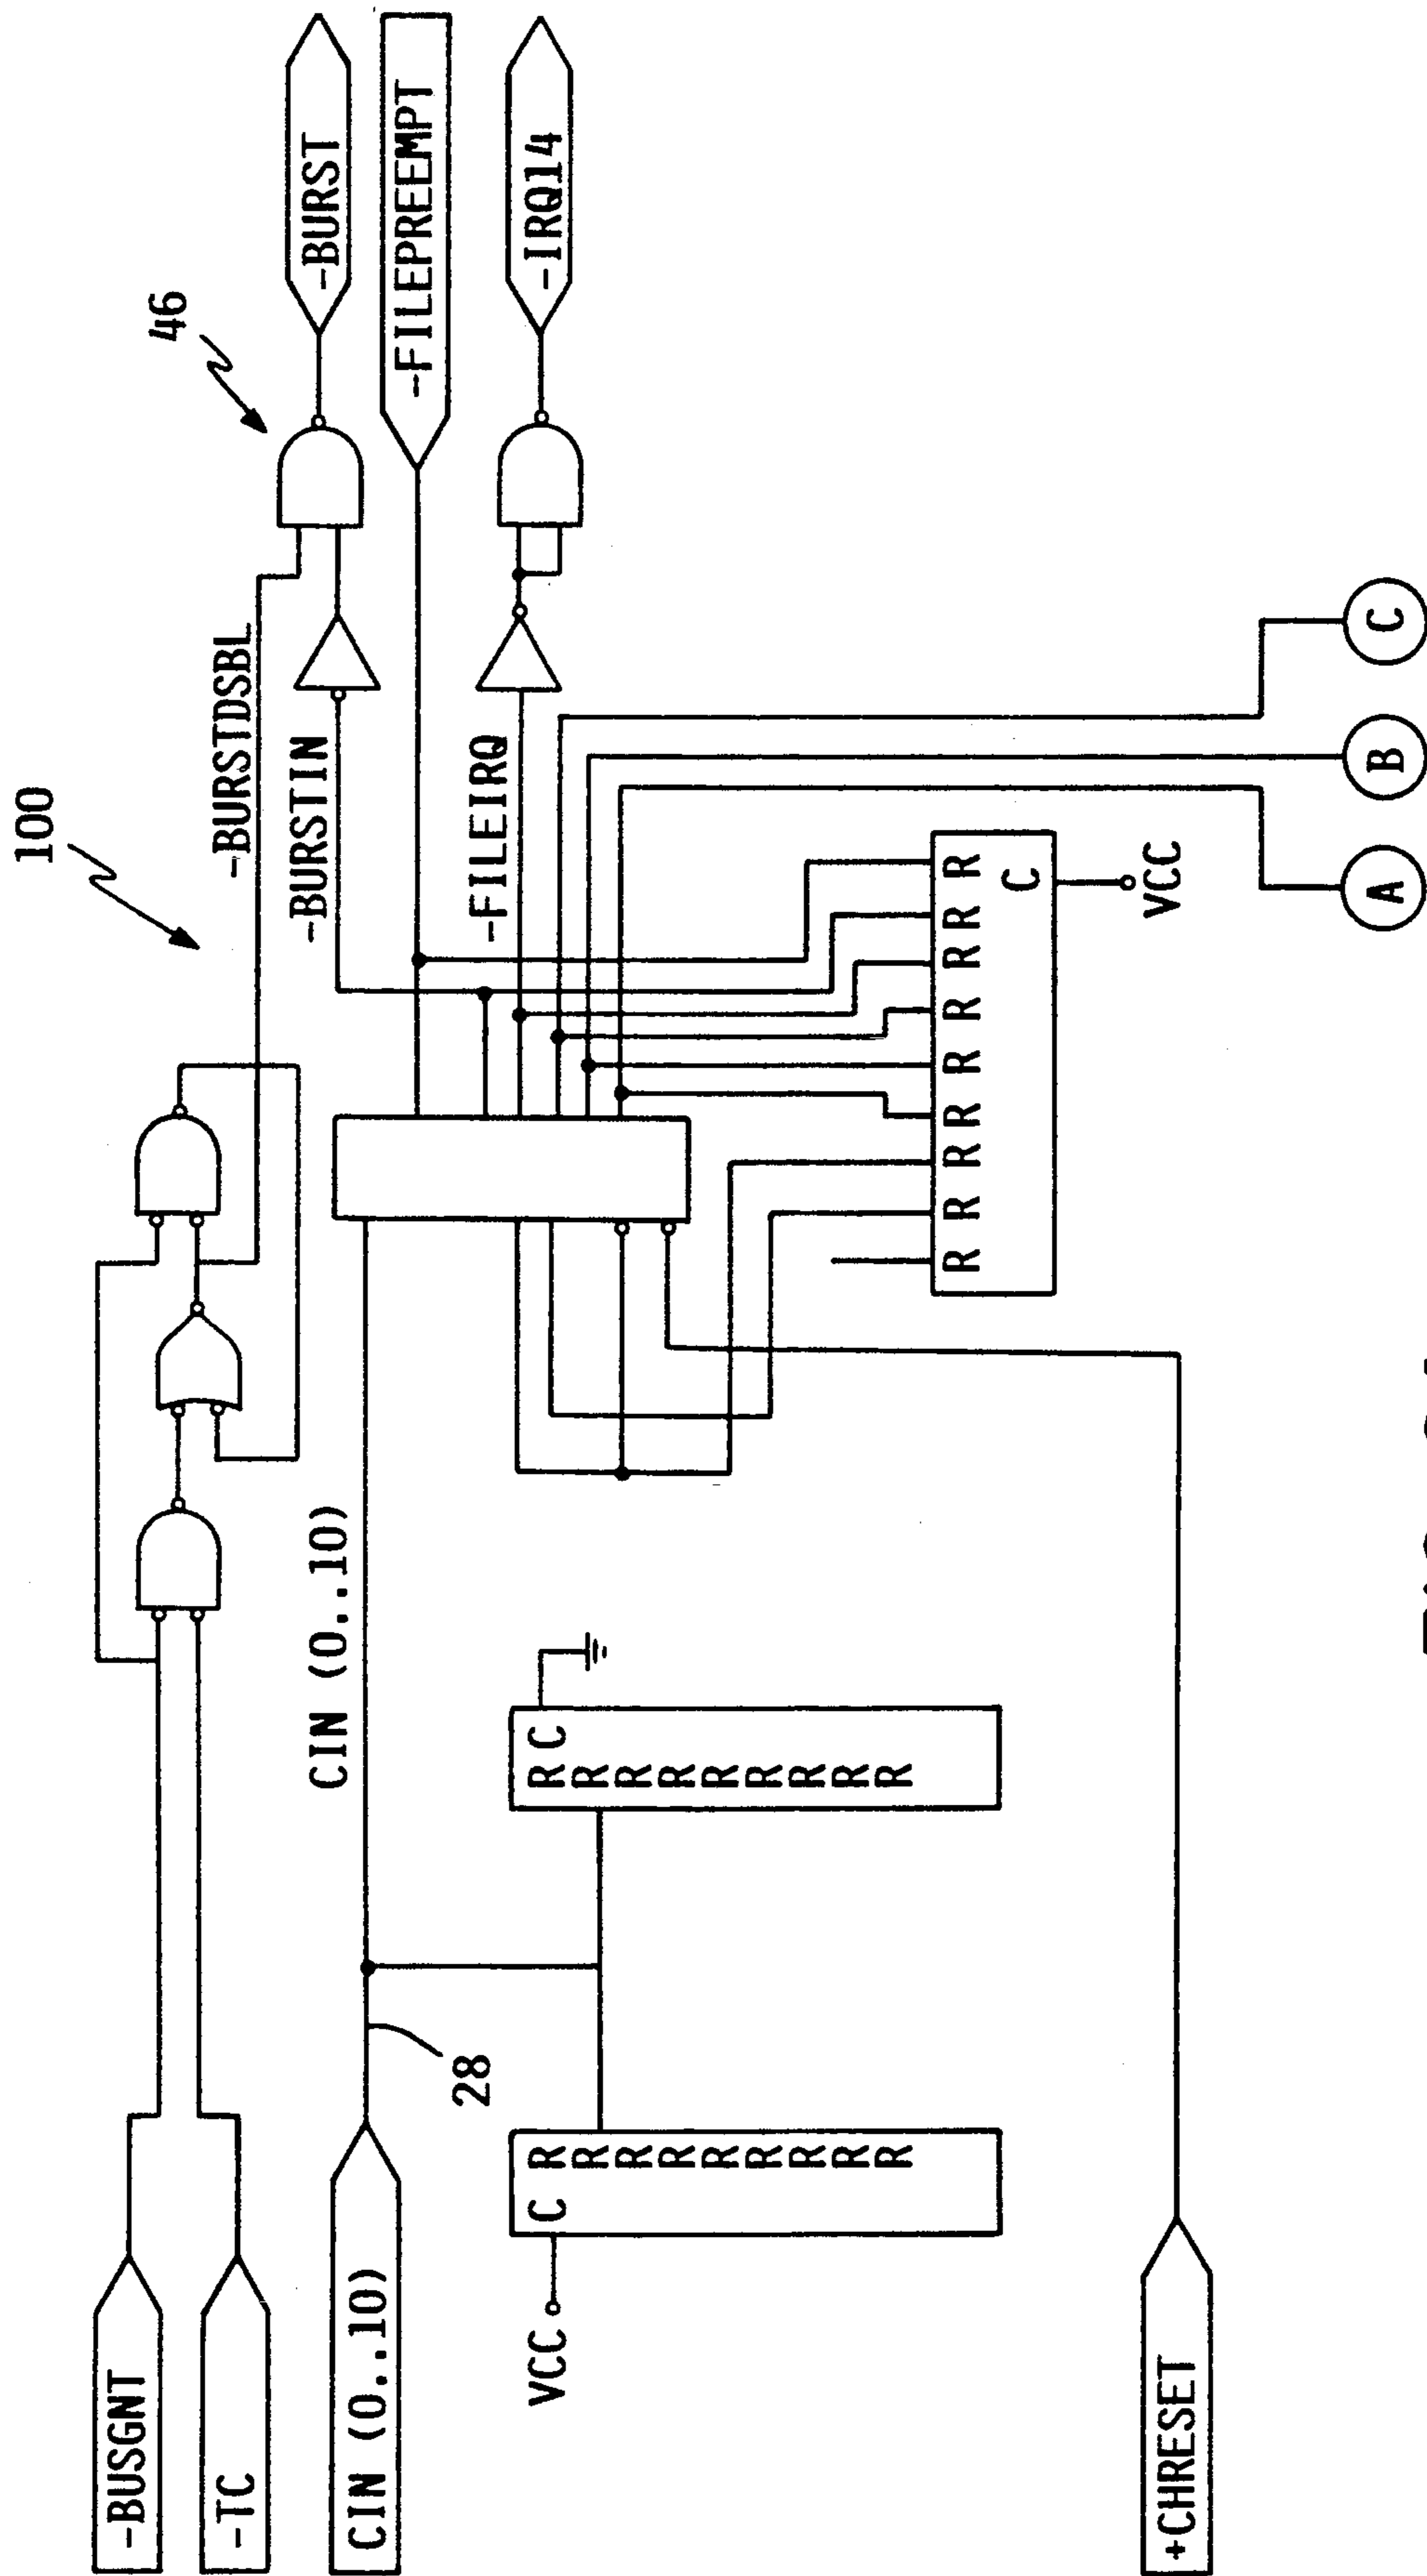 100
-BUSGNT
46
-TC
-BURSTDSBL
-BURSTIN
-BURST
CIN (0..10)
CIN (0..10)
-FILEPREEMPT
28
-FILEIRQ
-IRQ14
VCC
C R
R
R
R
R
R
R
R
R
R C
R
R
R
R
R
R
R
R
R R R R R R R R R
C
VCC
+CHRESET
A
B
C